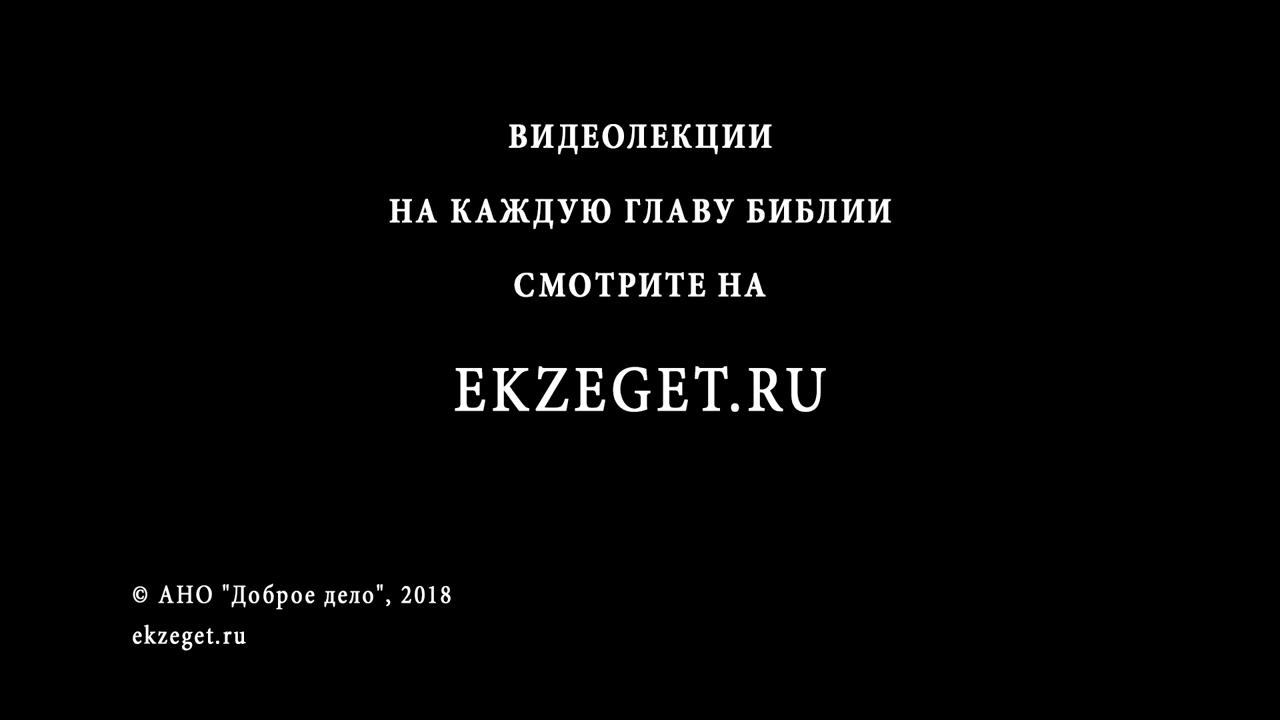 ВИДЕОЛЕКЦИИ
НА КАЖДУЮ ГЛАВУ БИБЛИИ
СМОТРИТЕ НА
EKZEGET.RU
© АНО "Доброе дело", 2018
ekzeget.ru